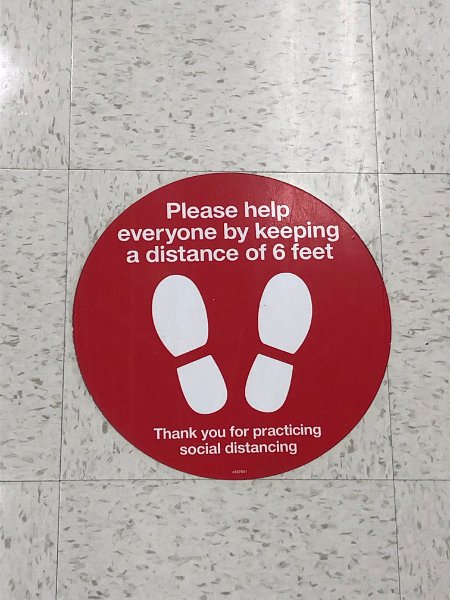 Please help
everyone by keeping
a distance of 6 feet
Thank you for practicing
social distancing